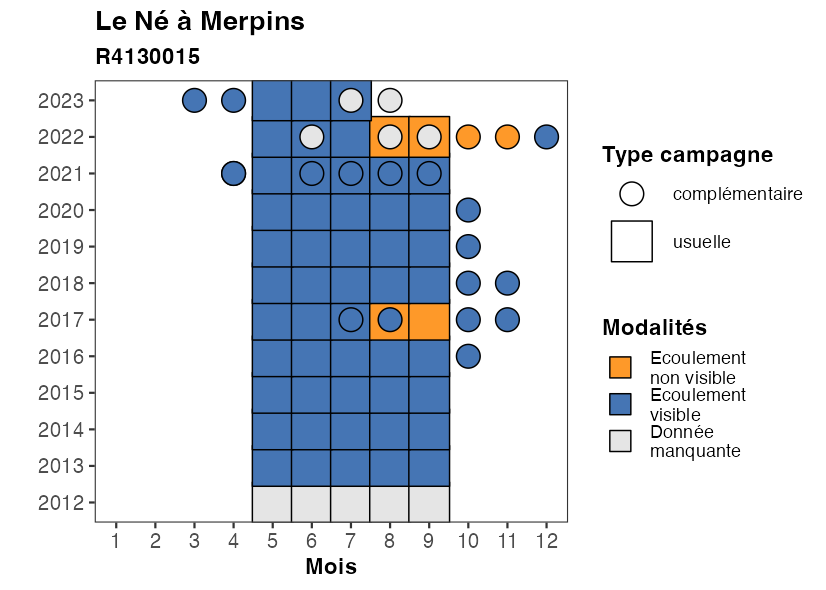 Le Né à Merpins
R4130015
2023
2022
2021
2020
2019
2018
2017
2016
2015
2014
2013
2012
1 2 3 4 5 6 7 8 9 10 11 12
Mois
Type campagne
complémentaire
usuelle
Modalités
Ecoulement
non visible
Ecoulement
visible
Donnée
manquante